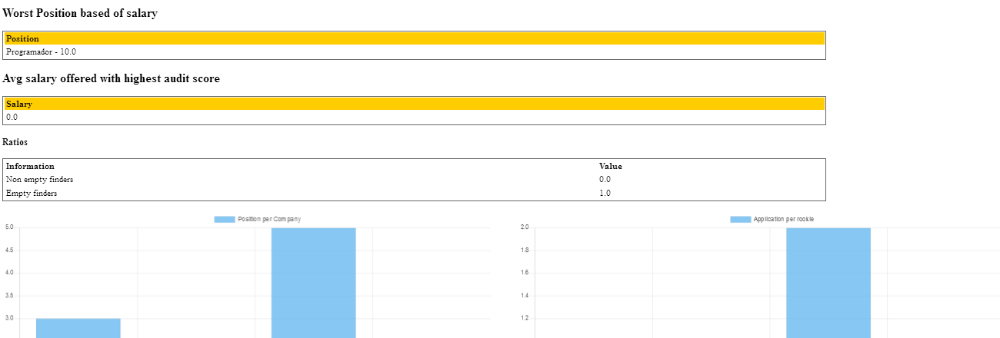 Worst Position based of salary
Position
Programador - 10.0
Avg salary offered with highest audit score
Salary
0.0
Ratios
Information Value
Non empty finders 0.0
Empty finders 1.0
Position per Company
5.0
4.5
4.0
3.5
3.0
Application per rookie
2.0
1.8
1.6
1.4
1.2